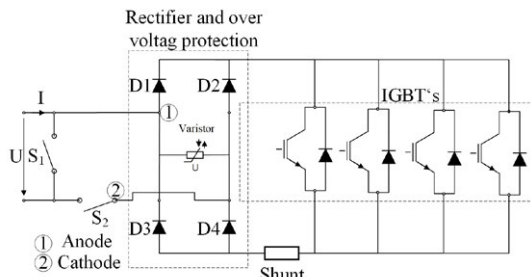 Rectifier and over
voltag protection
D1
D2
I
IGBT's
1
Varistor
U
U
S1
2
S2
D3
D4
1 Anode
2 Cathode
Shunt